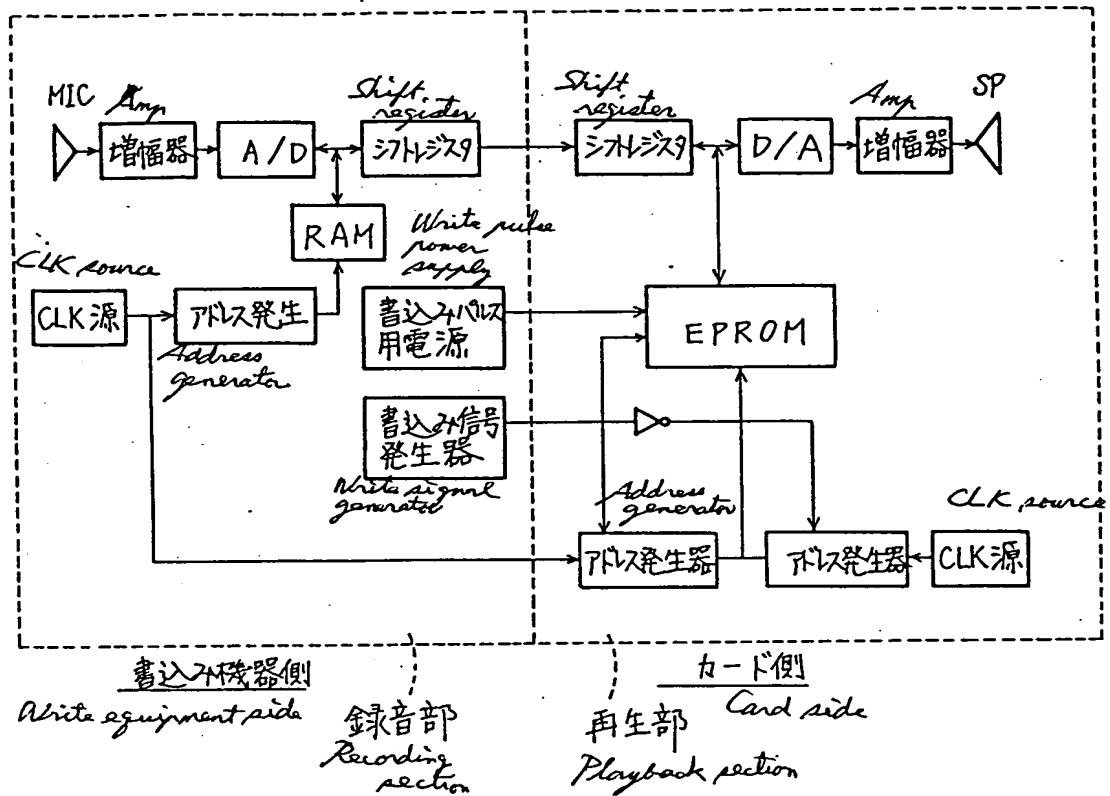 MIC
Amp
増幅器
A/D
Shift
register
シフトレジスタ
Shift
register
シフトレジスタ
D/A
Amp
増幅器
SP
RAM
CLK source
CLK源
アドレス発生
Address
generator
Write pulse
power
supply
書込みパルス
用電源
EPROM
書込み信号
発生器
Write signal
generator
Address
generator
アドレス発生器
アドレス発生器
CLK source
CLK源
書込み機器側
Write equipment side
録音部
Recording
section
再生部
Playback section
カード側
Card side